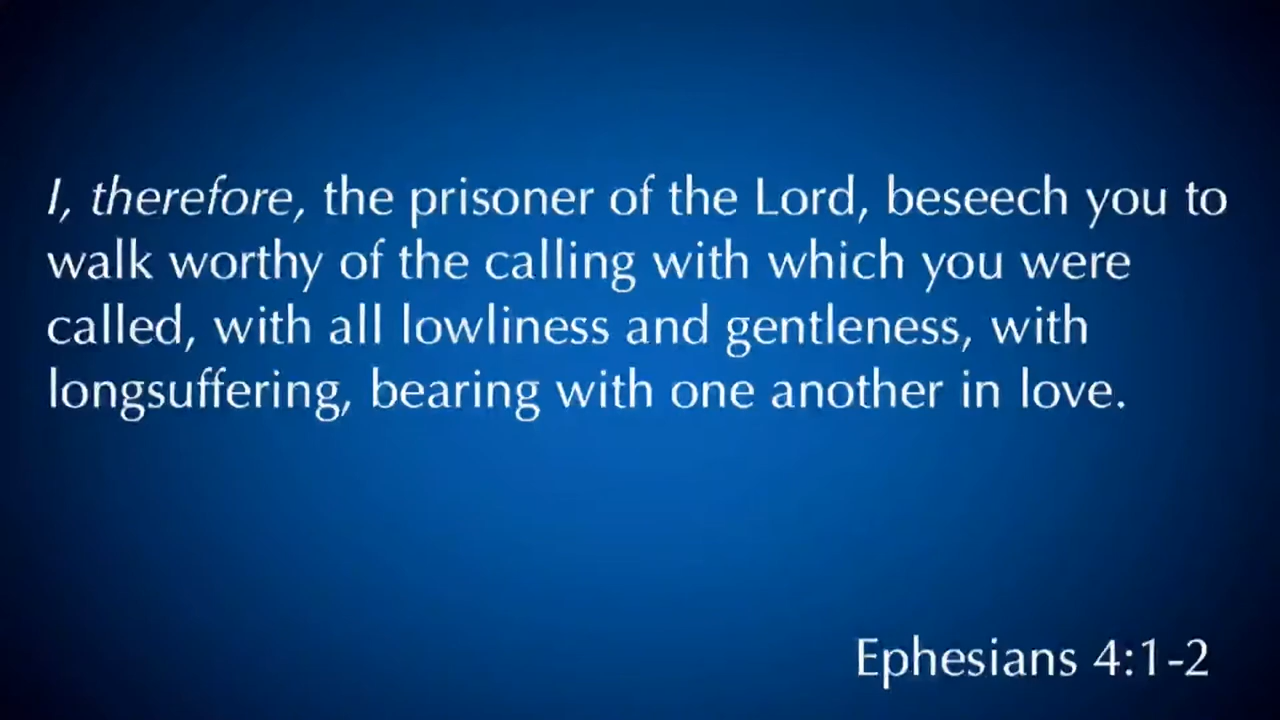 I, therefore, the prisoner of the Lord, beseech you to
walk worthy of the calling with which you were
called, with all lowliness and gentleness, with
longsuffering, bearing with one another in love.
Ephesians 4:1-2